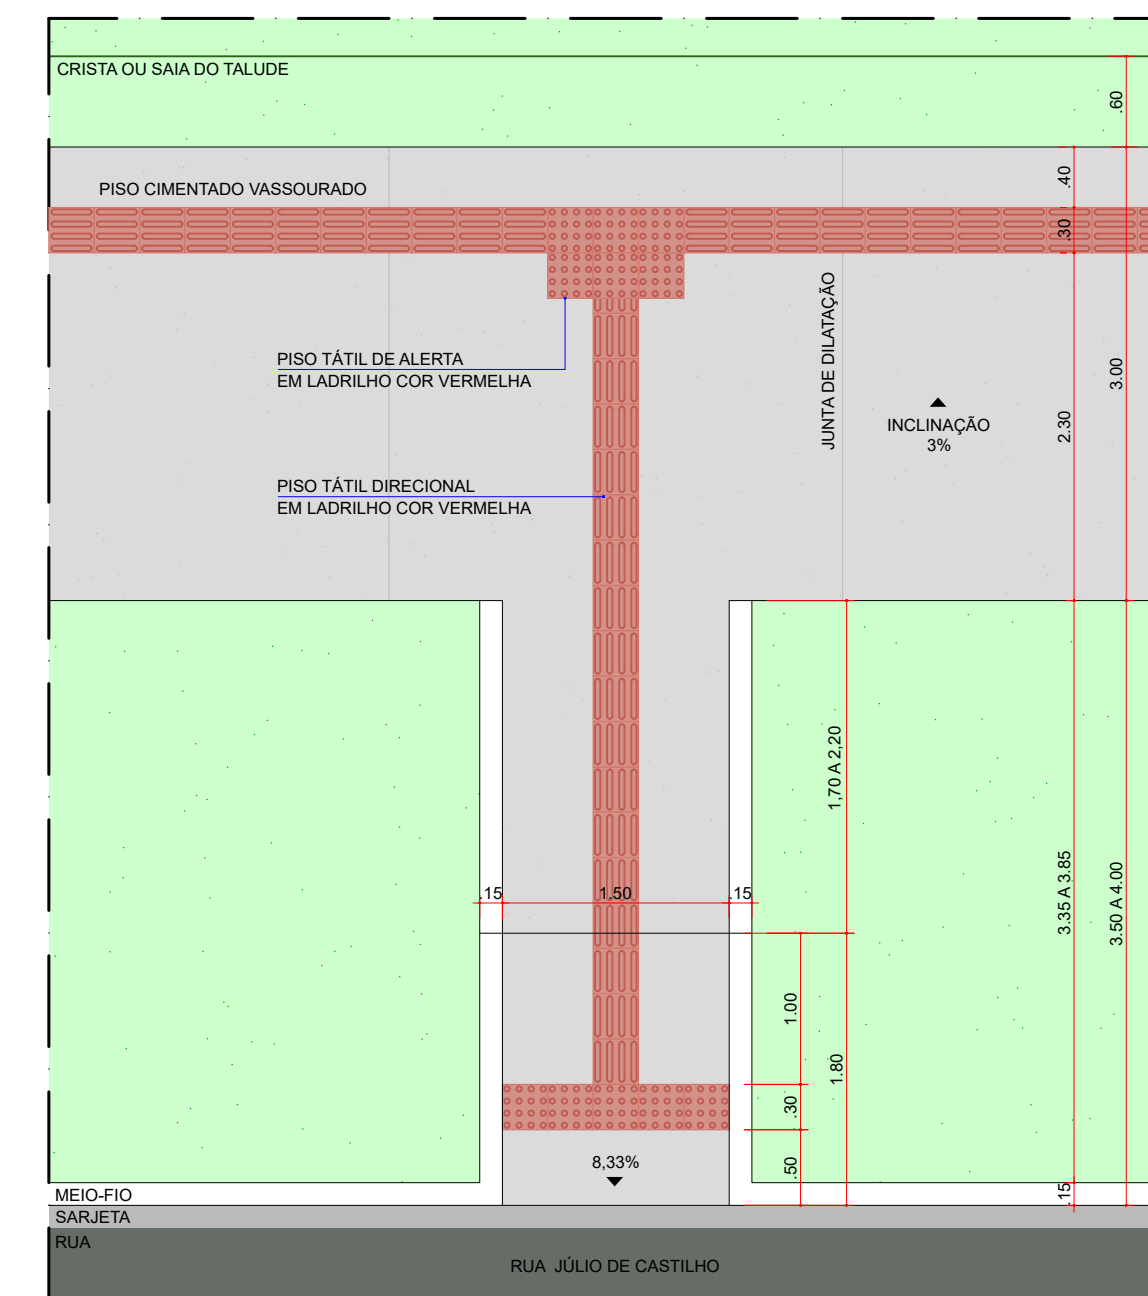 CRISTA OU SAIA DO TALUDE
.60
PISO CIMENTADO VASSOURADO
.40
.30
PISO TÁTIL DE ALERTA
EM LADRILHO COR VERMELHA
JUNTA DE DILATAÇÃO
INCLINAÇÃO
3%
2.30
3.00
PISO TÁTIL DIRECIONAL
EM LADRILHO COR VERMELHA
1,70 A 2,20
.15
1.50
.15
3.35 A 3.85
3.50 A 4.00
1.00
1.80
.30
.50
8,33%
.15
MEIO-FIO
SARJETA
RUA
RUA JÚLIO DE CASTILHO